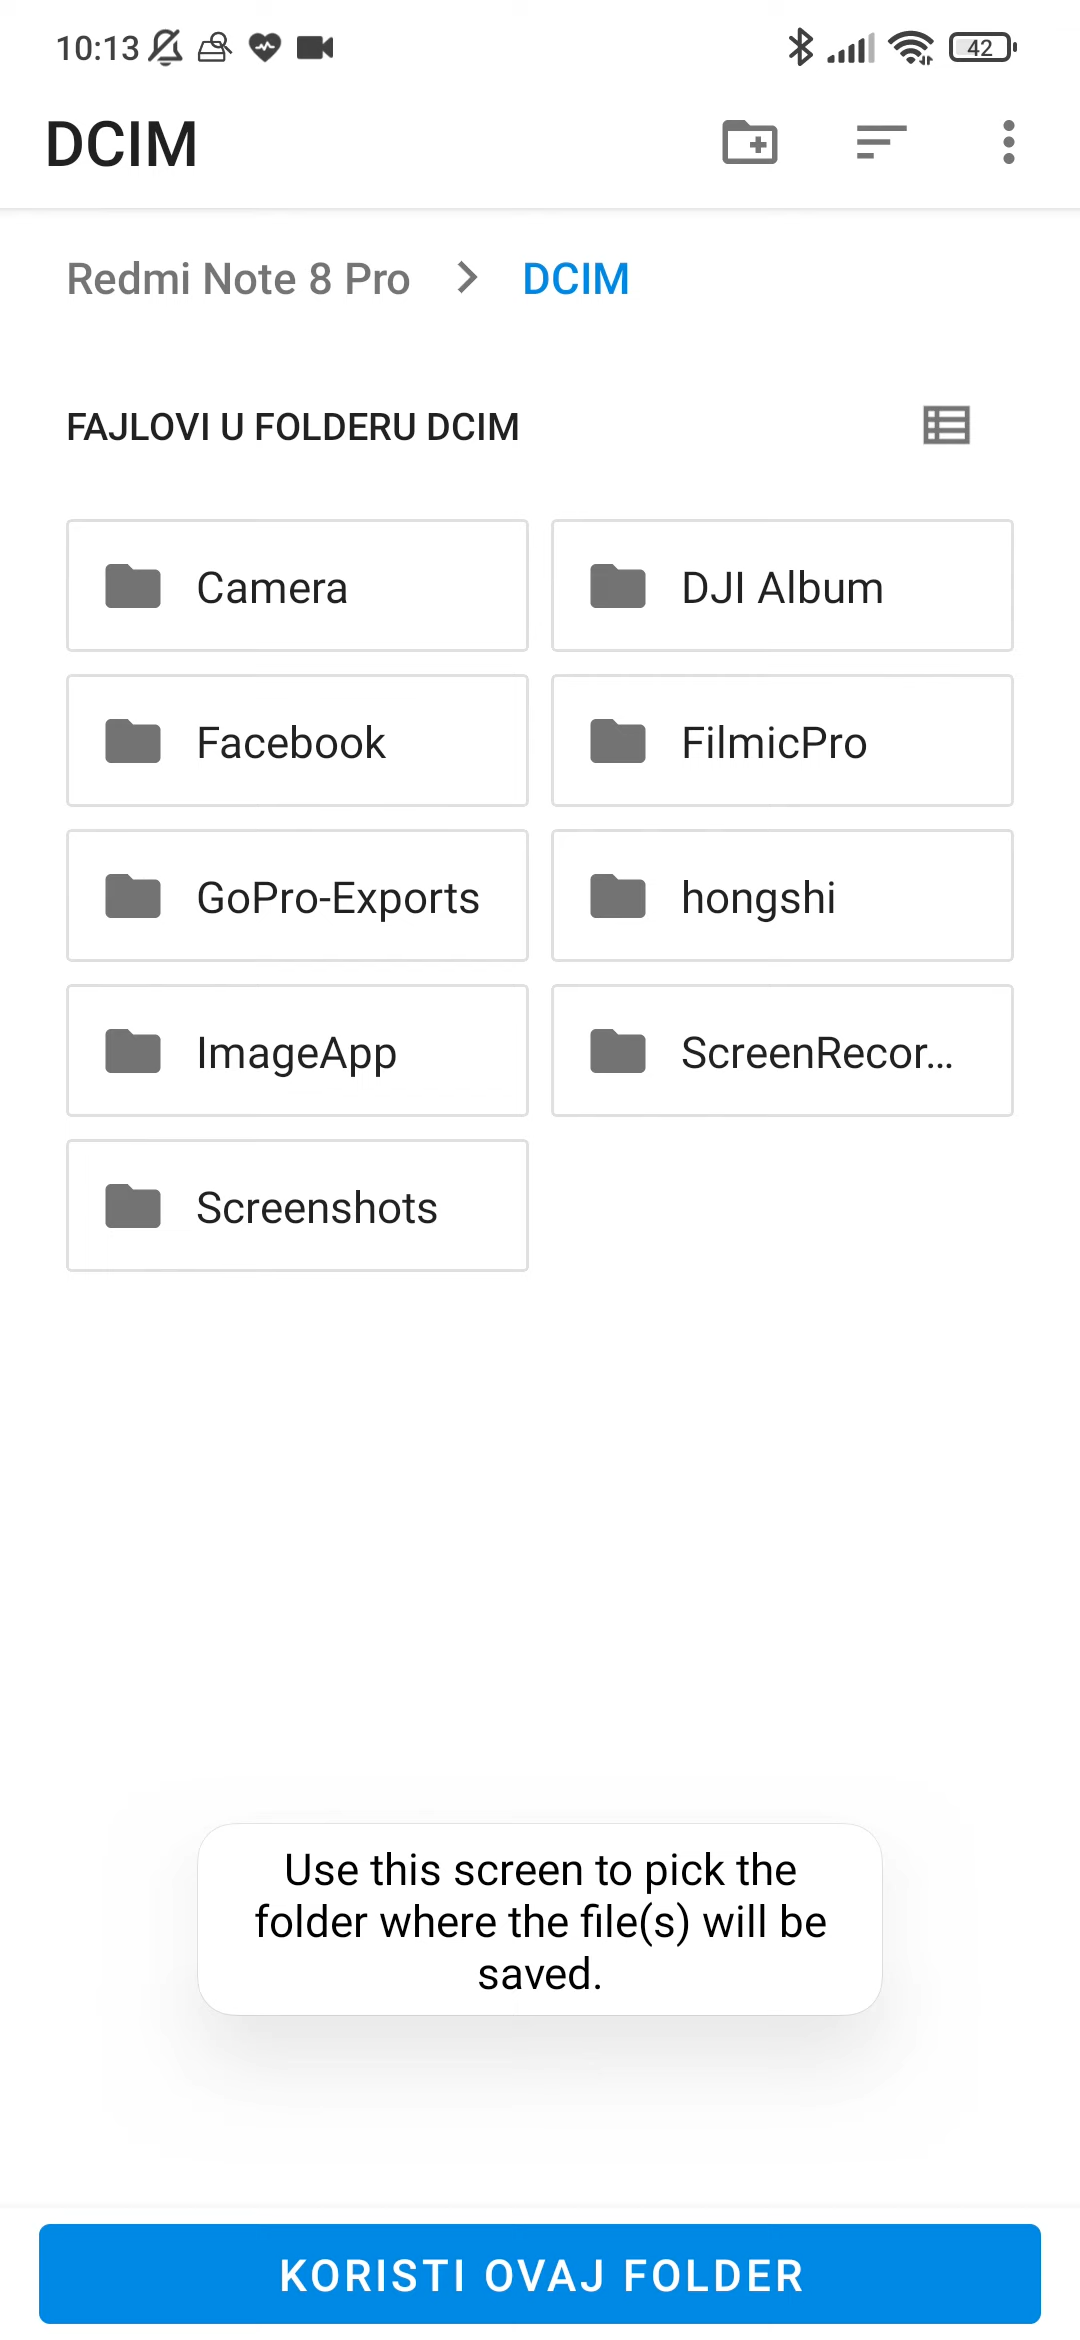 10:13
42
DCIM
Redmi Note 8 Pro > DCIM
FAJLOVI U FOLDERU DCIM
Camera
DJI Album
Facebook
FilmicPro
GoPro-Exports
hongshi
ImageApp
ScreenRecor...
Screenshots
Use this screen to pick the
folder where the file(s) will be
saved.
KORISTI OVAJ FOLDER